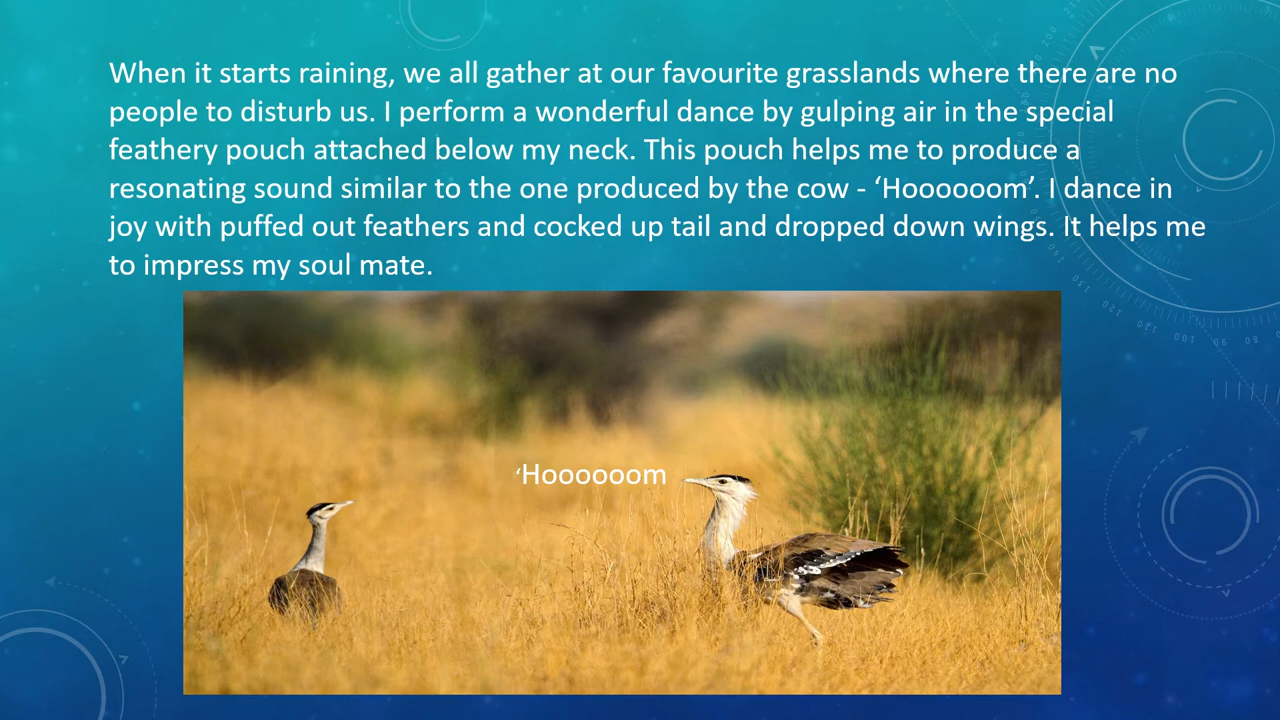 When it starts raining, we all gather at our favourite grasslands where there are no
people to disturb us. I perform a wonderful dance by gulping air in the special
feathery pouch attached below my neck. This pouch helps me to produce a
resonating sound similar to the one produced by the cow - ‘Hoooooom’. I dance in
joy with puffed out feathers and cocked up tail and dropped down wings. It helps me
to impress my soul mate.
‘Hoooooom